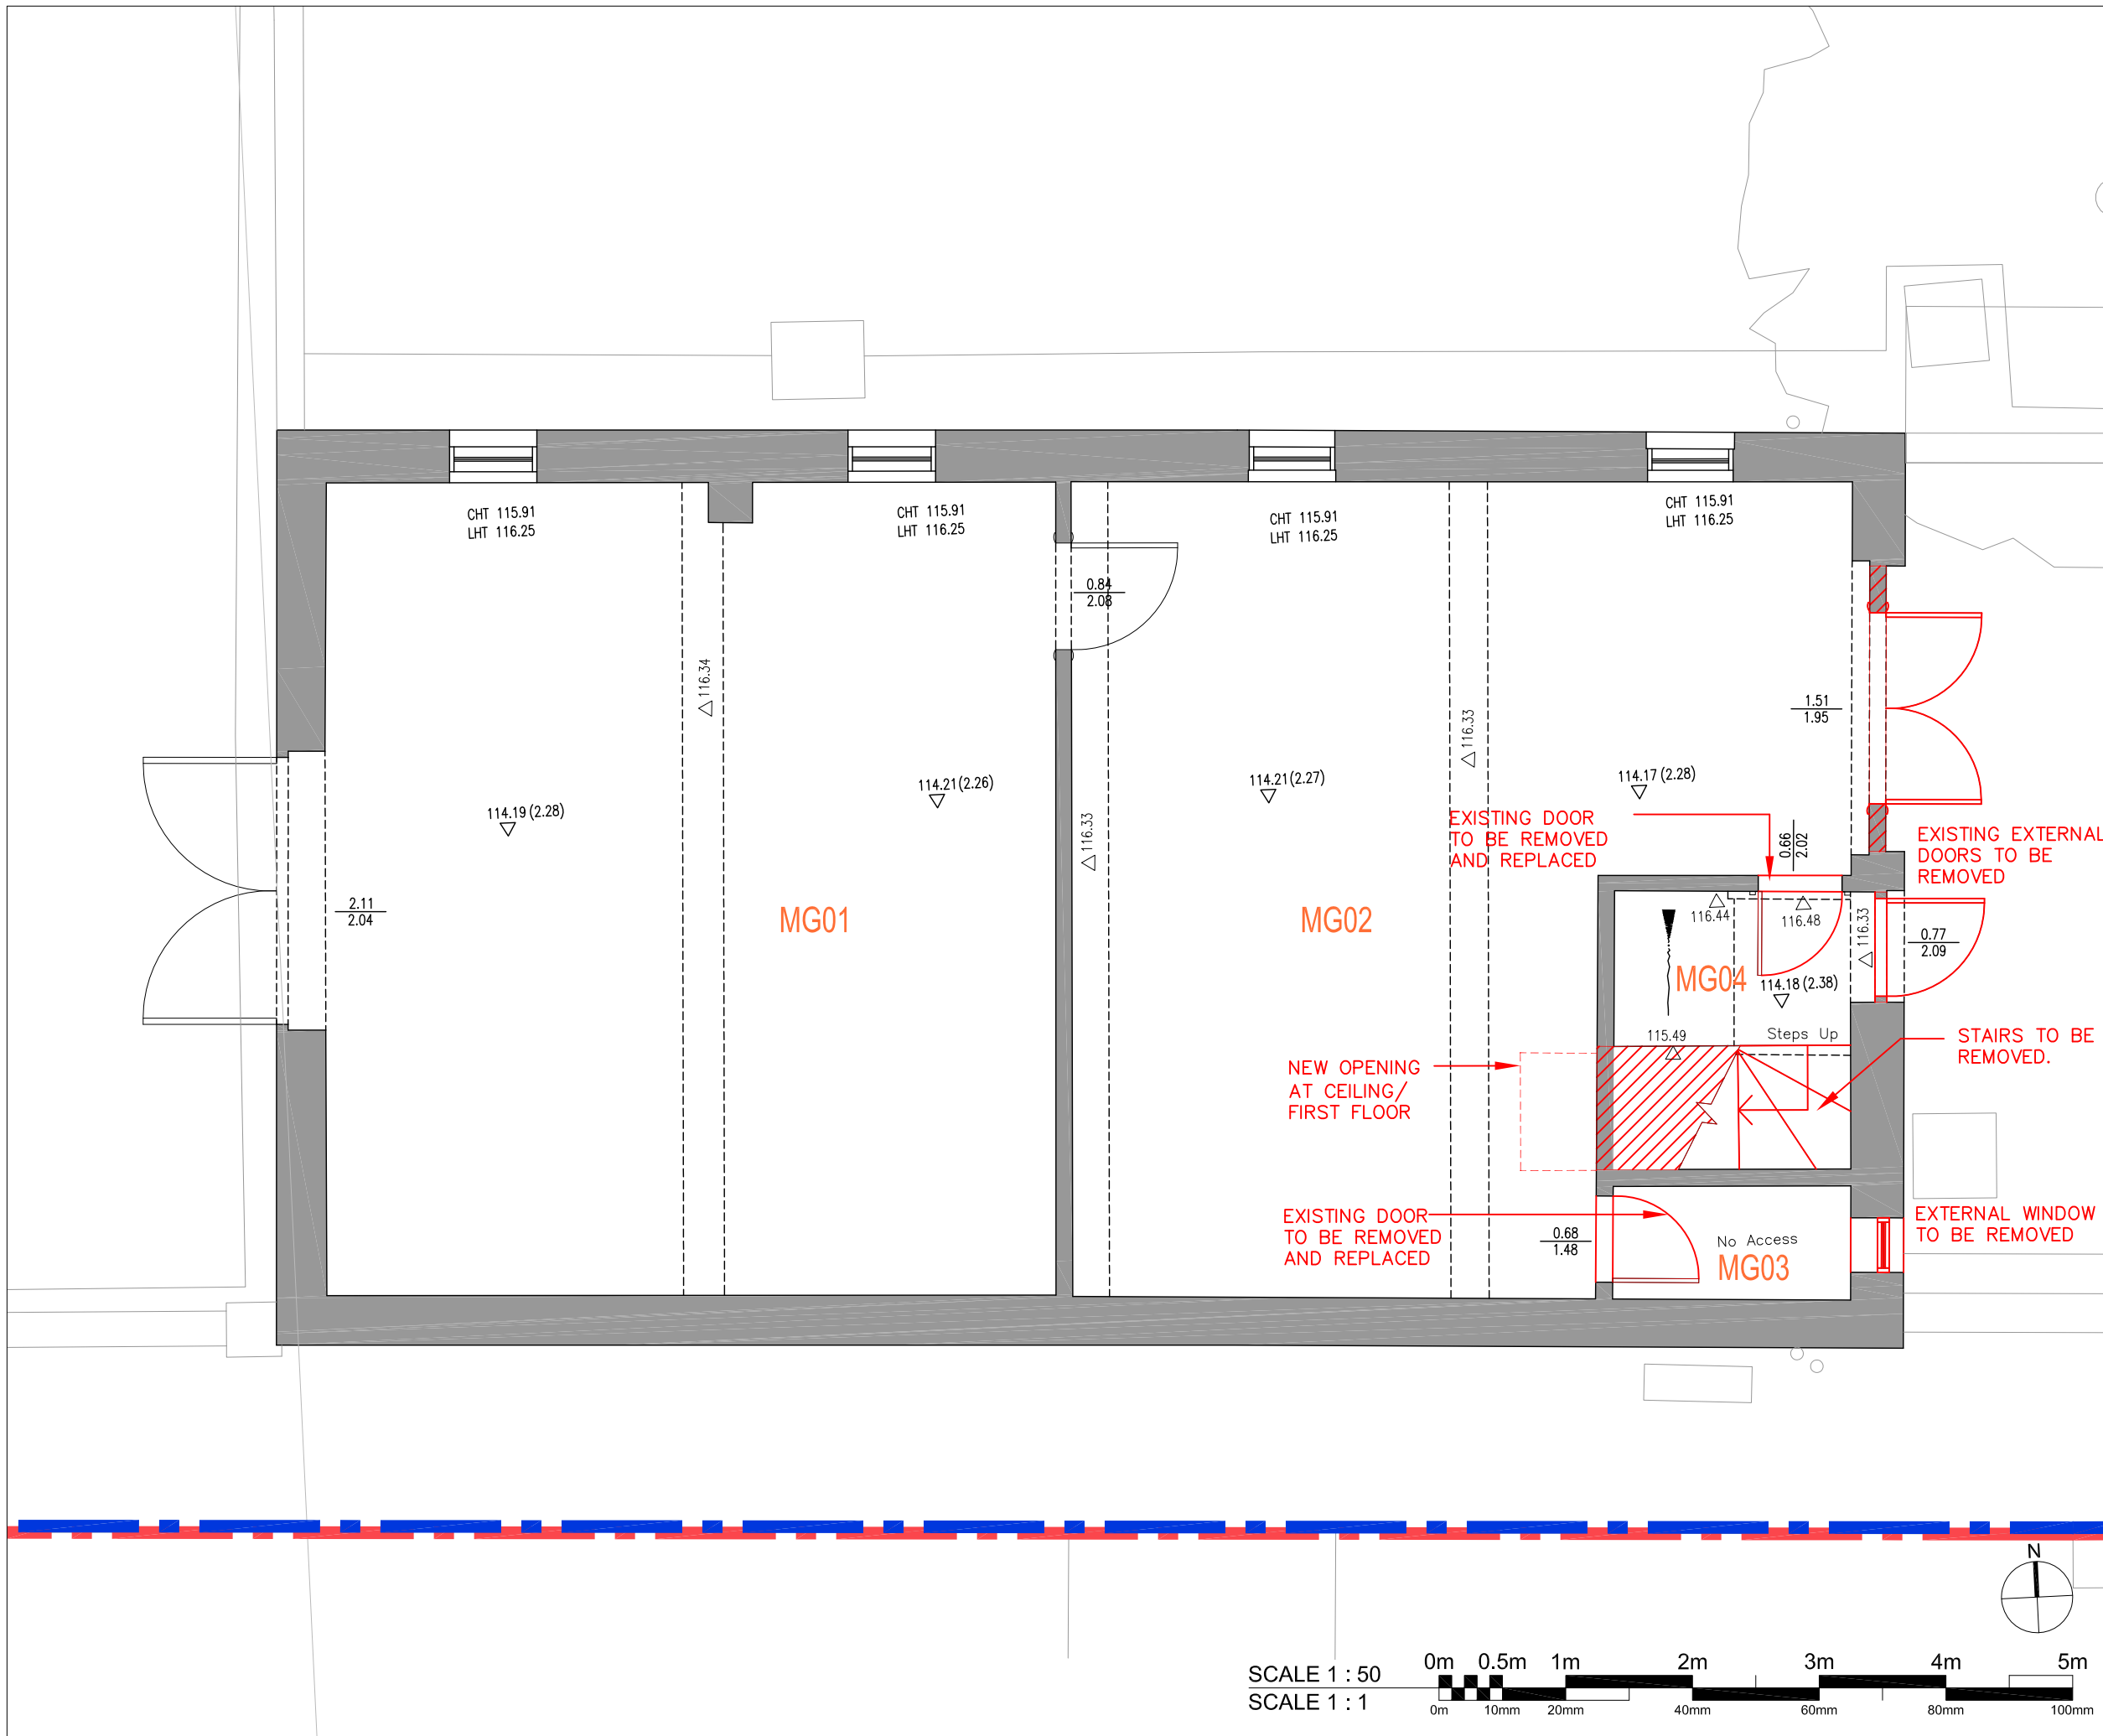 CHT 115.91
LHT 116.25
CHT 115.91
LHT 116.25
CHT 115.91
LHT 116.25
CHT 115.91
LHT 116.25
0.84
2.08
116.34
116.33
1.51
1.95
114.19 (2.28)
114.21 (2.26)
114.21 (2.27)
114.17 (2.28)
116.33
EXISTING DOOR
TO BE REMOVED
AND REPLACED
0.66
2.02
EXISTING EXTERNAL
DOORS TO BE
REMOVED
2.11
2.04
MG01
MG02
116.44
116.48
116.33
0.77
2.09
MG04
114.18 (2.38)
115.49
Steps Up
STAIRS TO BE
REMOVED.
NEW OPENING
AT CEILING/
FIRST FLOOR
EXISTING DOOR
TO BE REMOVED
AND REPLACED
0.68
1.48
No Access
MG03
EXTERNAL WINDOW
TO BE REMOVED
N
SCALE 1 : 50
0m 0.5m 1m 2m 3m 4m 5m
SCALE 1 : 1
0m 10mm 20mm 40mm 60mm 80mm 100mm